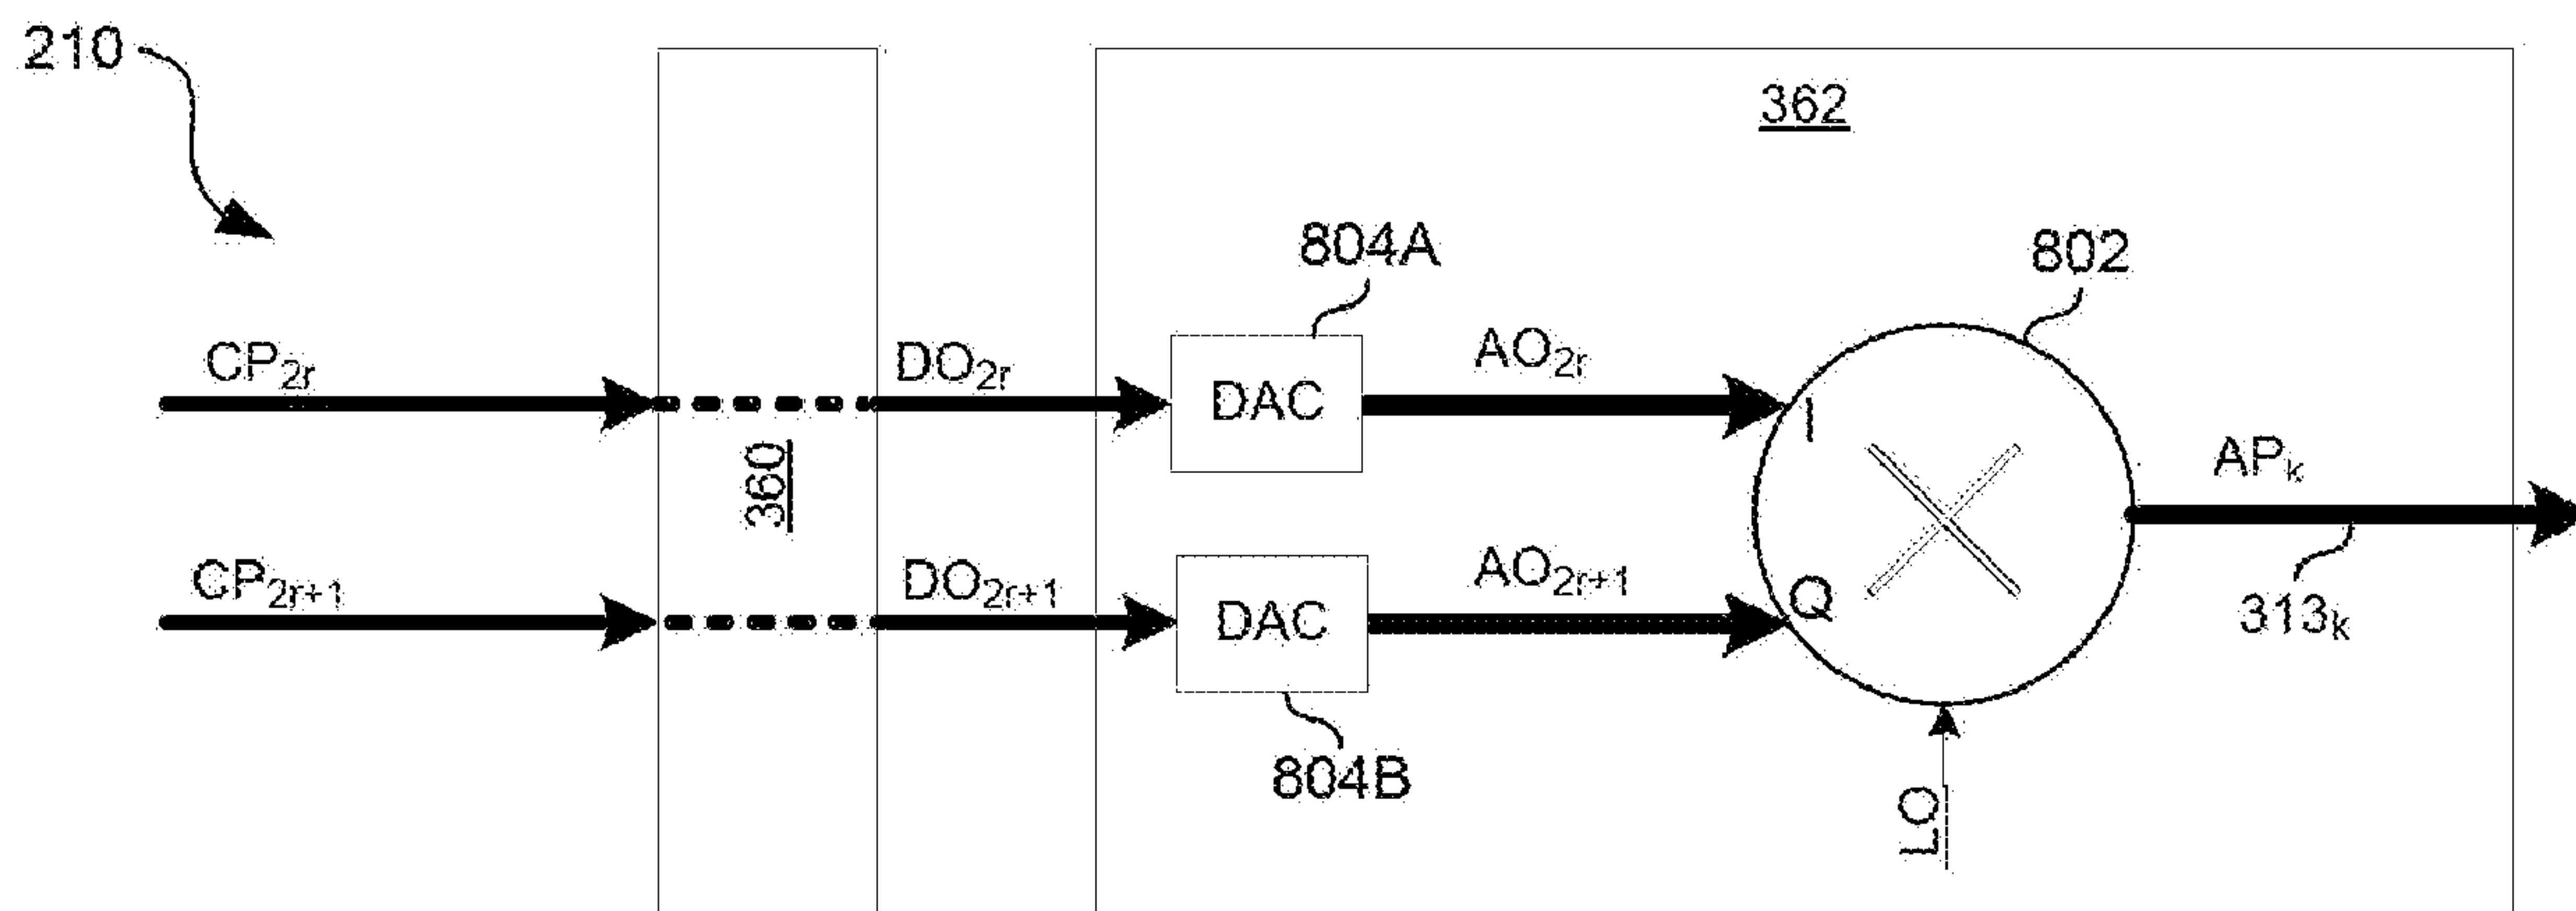 210
362
804A
802
CP2r
DO2r
DAC
AO2r
I
360
APk
CP2r+1
DO2r+1
DAC
AO2r+1
Q
313k
804B
LO